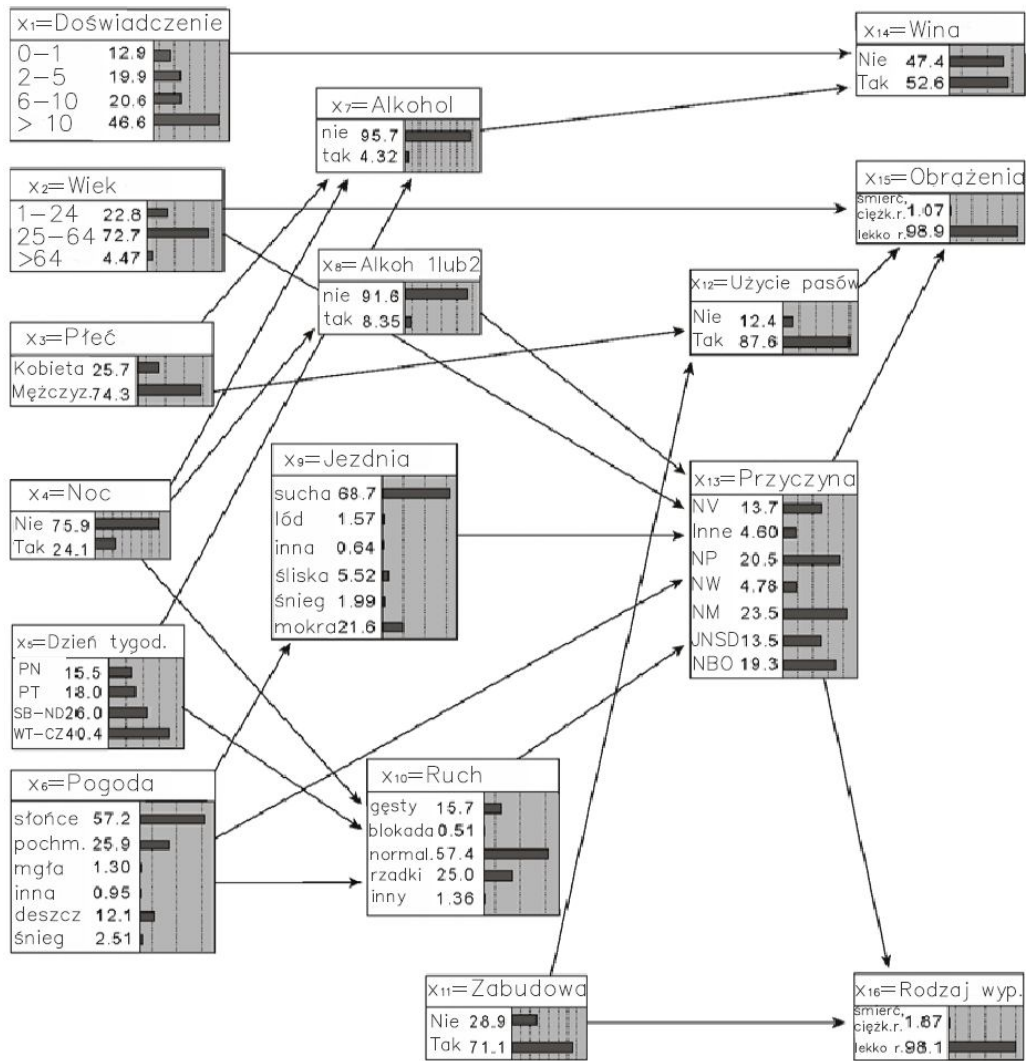 x₁=Doświadczenie
0-1 12.9
2-5 19.9
6-10 20.6
> 10 46.6
x₂=Wiek
1-24 22.8
25-64 72.7
>64 4.47
x₃=Płeć
Kobieta 25.7
Mężczyz. 74.3
x₄=Noc
Nie 75.9
Tak 24.1
x₅=Dzień tygod.
PN 15.5
PT 18.0
SB-ND 26.0
WT-CZ 40.4
x₆=Pogoda
słońce 57.2
pochm. 25.9
mgła 1.30
inna 0.95
deszcz 12.1
śnieg 2.51
x₇=Alkohol
nie 95.7
tak 4.32
x₈=Alkoh 1lub2
nie 91.6
tak 8.35
x₉=Jezdnia
sucha 68.7
lód 1.57
inna 0.64
śliska 5.52
śnieg 1.99
mokra 21.6
x₁₀=Ruch
gęsty 15.7
blokada 0.51
normal. 57.4
rzadki 25.0
inny 1.36
x₁₁=Zabudowa
Nie 28.9
Tak 71.1
x₁₂=Użycie pasów
Nie 12.4
Tak 87.6
x₁₃=Przyczyna
NV 13.7
Inne 4.60
NP 20.5
NW 4.78
NM 23.5
JNSD 13.5
NBO 19.3
x₁₄=Wina
Nie 47.4
Tak 52.6
x₁₅=Obrażenia
śmierć,
ciężk.r. 1.07
lekko r. 98.9
x₁₆=Rodzaj wyp.
śmierć,
ciężk.r. 1.87
lekko r. 98.1